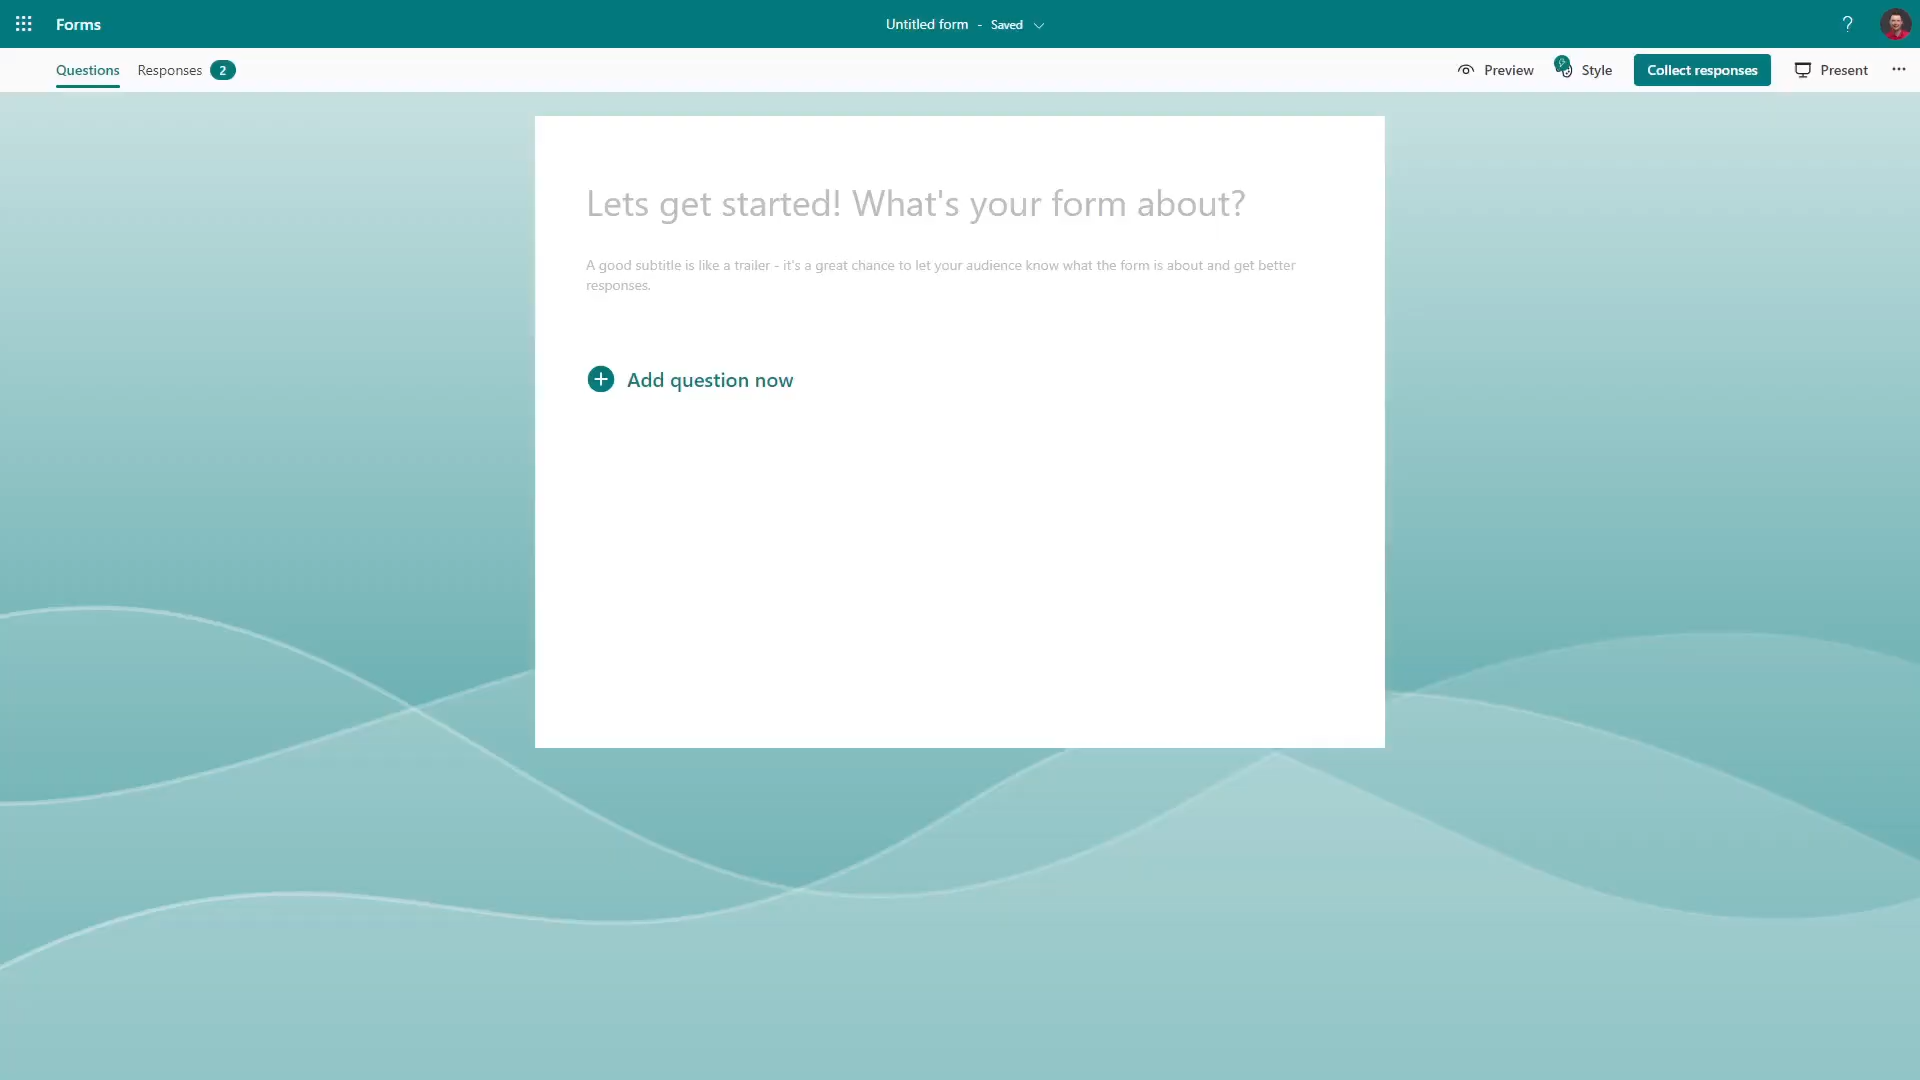 Forms
Untitled form - Saved
?
Questions
Responses 2
Preview
Style
Collect responses
Present
Lets get started! What's your form about?
A good subtitle is like a trailer - it's a great chance to let your audience know what the form is about and get better
responses.
Add question now